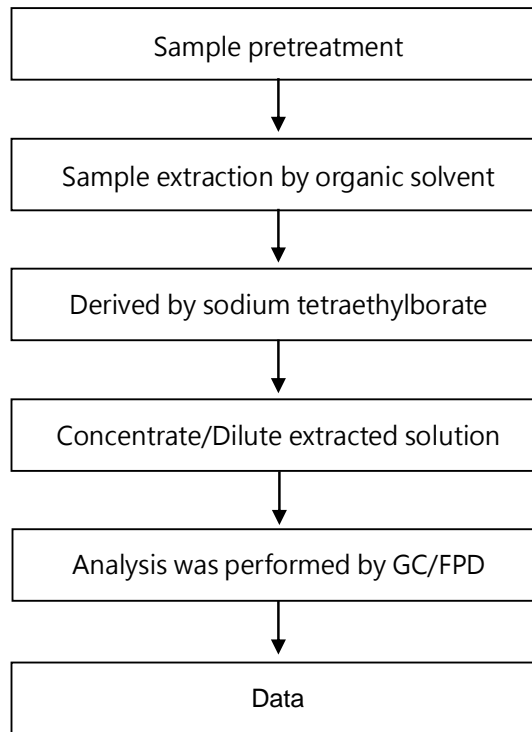 Sample pretreatment
Sample extraction by organic solvent
Derived by sodium tetraethylborate
Concentrate/Dilute extracted solution
Analysis was performed by GC/FPD
Data